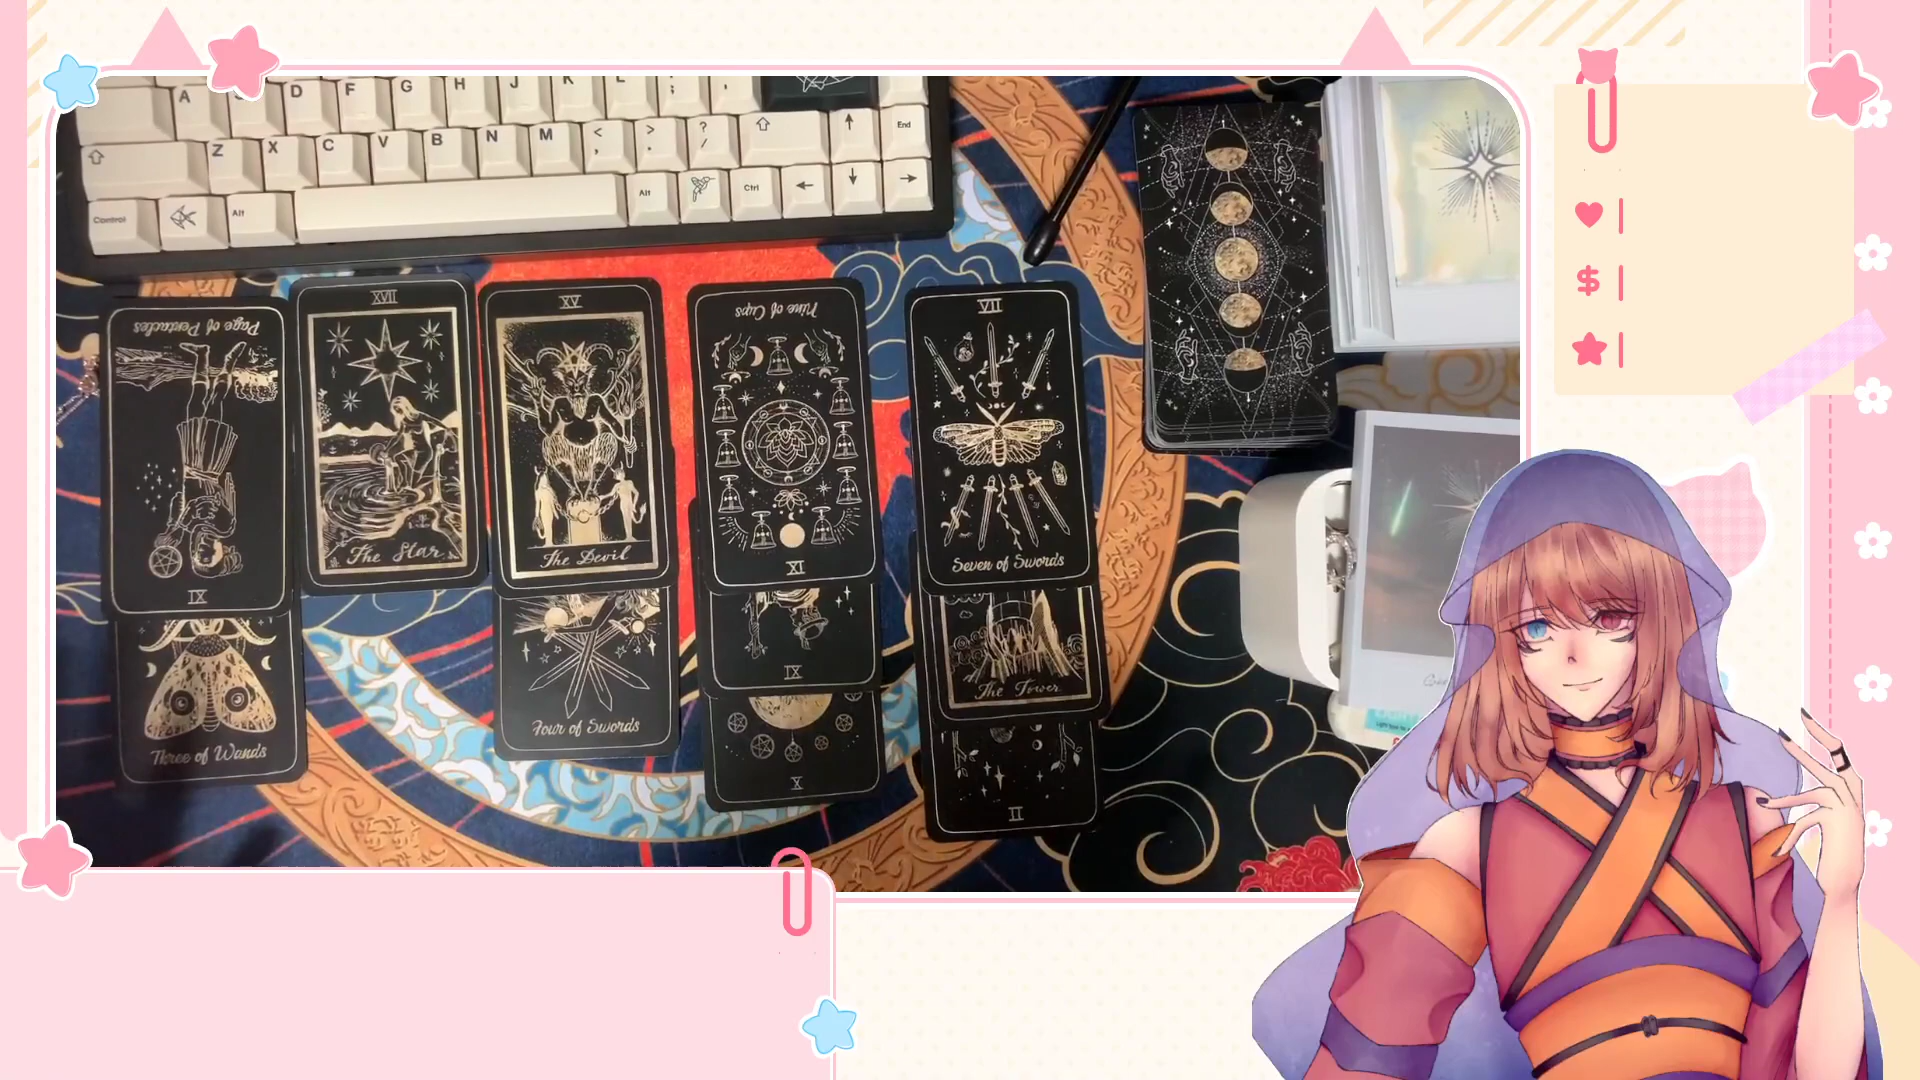 A S D F G H J K L ; '
Z X C V B N M < , > . ? / End
Control Alt Alt Ctrl
Page of Pentacles
IX
Three of Wands
XVII
The Star
XV
The Devil
Four of Swords
Nine of Cups
XI
IX
X
VII
Seven of Swords
The Tower
II
$